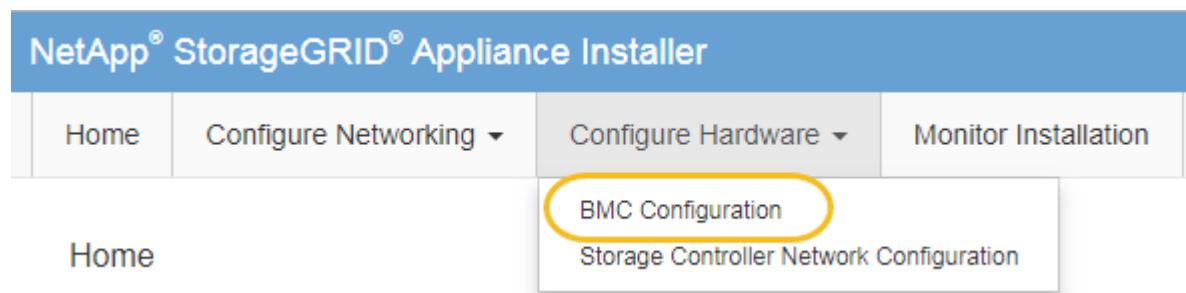 NetApp® StorageGRID® Appliance Installer
Home Configure Networking Configure Hardware Monitor Installation
BMC Configuration
Home
Storage Controller Network Configuration